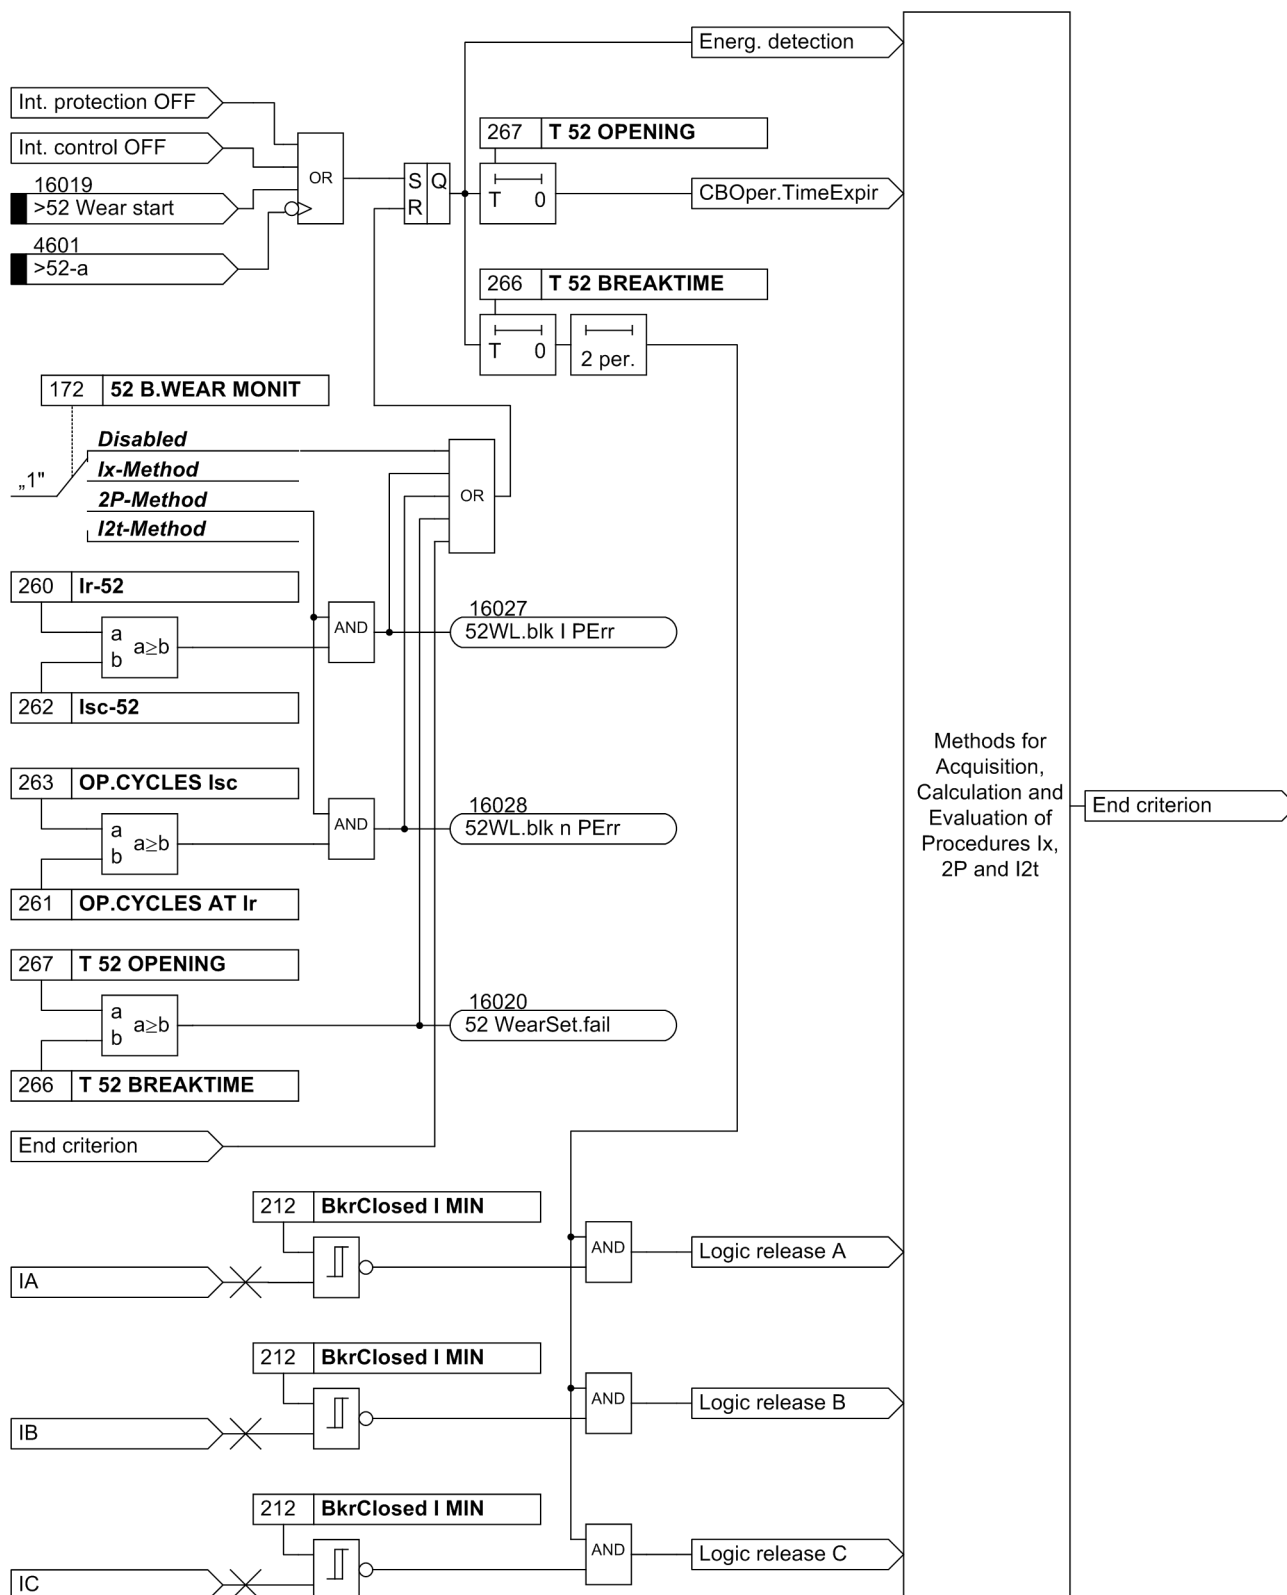 Energ. detection
Int. protection OFF
Int. control OFF
16019
>52 Wear start
4601
>52-a
OR
S Q
R
267 T 52 OPENING
T 0
CBOper.TimeExpir
266 T 52 BREAKTIME
T 0
2 per.
172 52 B.WEAR MONIT
„1"
Disabled
Ix-Method
2P-Method
I2t-Method
OR
260 Ir-52
a
b
a≥b
262 Isc-52
AND
16027
52WL.blk I PErr
263 OP.CYCLES Isc
a
b
a≥b
261 OP.CYCLES AT Ir
AND
16028
52WL.blk n PErr
267 T 52 OPENING
a
b
a≥b
266 T 52 BREAKTIME
16020
52 WearSet.fail
End criterion
Methods for
Acquisition,
Calculation and
Evaluation of
Procedures Ix,
2P and I2t
End criterion
212 BkrClosed I MIN
IA
AND
Logic release A
212 BkrClosed I MIN
IB
AND
Logic release B
212 BkrClosed I MIN
IC
AND
Logic release C